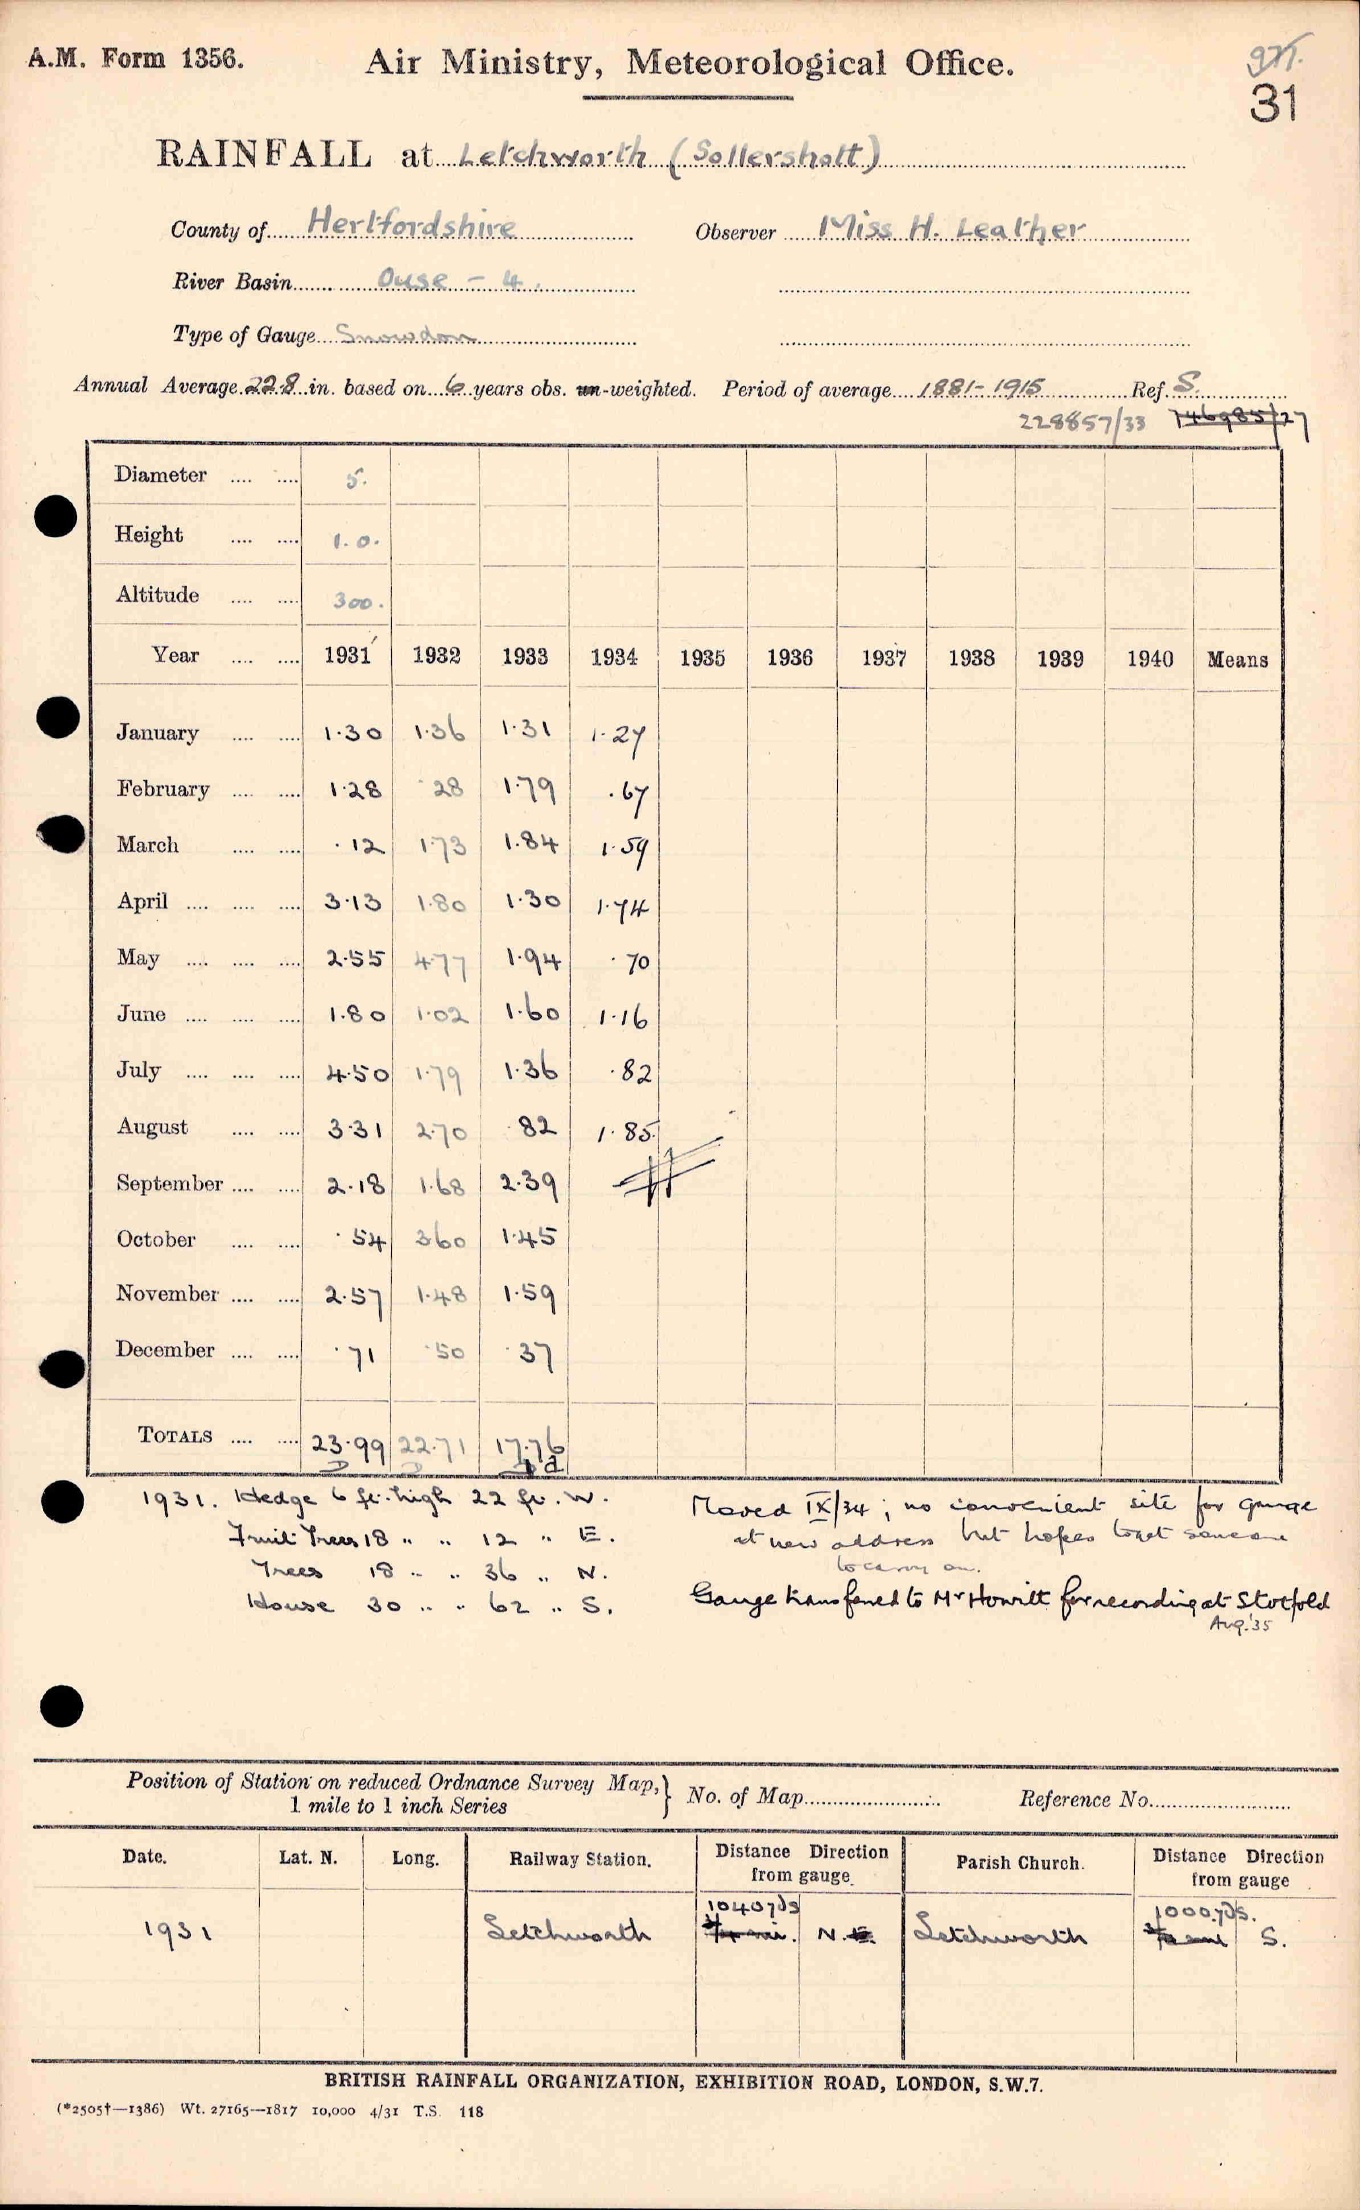 A.M. Form 1356.
Air Ministry, Meteorological Office.
31
RAINFALL at Letchworth (Sollershott)
County of Hertfordshire Observer Miss H. Leather
River Basin Ouse - 4.
Type of Gauge Snowdon
Annual Average 22.8 in. based on 6 years obs. un-weighted. Period of average 1881-1915 Ref. S.
228857/33 746985/27
Diameter .... .... 5.
Height .... .... 1.0.
Altitude .... .... 300.
Year .... .... 1931 1932 1933 1934 1935 1936 1937 1938 1939 1940 Means
January .... .... 1.30 1.36 1.31 1.27
February .... .... 1.28 .28 1.79 .67
March .... .... .12 1.73 1.84 1.59
April .... .... .... 3.13 1.80 1.30 1.74
May .... .... .... 2.55 4.77 1.94 .70
June .... .... .... 1.80 1.02 1.60 1.16
July .... .... .... 4.50 1.79 1.36 .82
August .... .... 3.31 2.70 .82 1.85
September .... .... 2.18 1.68 2.39
October .... .... .54 3.60 1.45
November .... .... 2.57 1.48 1.59
December .... .... .71 .50 .37
TOTALS .... .... 23.99 22.71 17.76
1931. Hedge 6 ft. high 22 ft. W.
Fruit Trees 18 " " 12 " E.
Trees 18 " " 36 " N.
House 30 " " 62 " S.
Moved IX/34; no convenient site for gauge
at new address but hopes to get someone
to carry on.
Gauge transferred to Mr Howitt for recording at Stotfold
Aug. '35
Position of Station on reduced Ordnance Survey Map, } No. of Map Reference No.
1 mile to 1 inch Series
Date. Lat. N. Long. Railway Station. Distance Direction from gauge Parish Church. Distance Direction from gauge
1040 yds 1000 yds.
1931 Letchworth N.E. Letchworth S.
BRITISH RAINFALL ORGANIZATION, EXHIBITION ROAD, LONDON, S.W.7.
(*2505†—1386) Wt. 27165—1817 10,000 4/31 T.S. 118